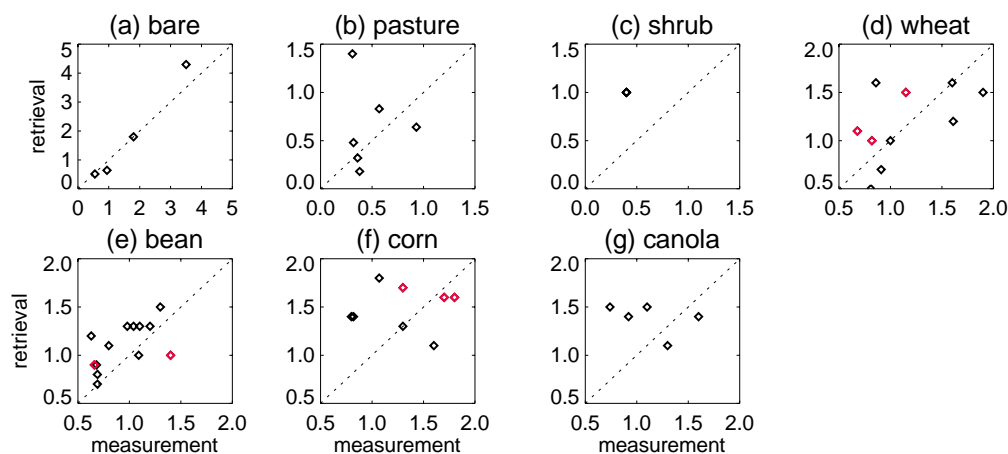 (a) bare
(b) pasture
(c) shrub
(d) wheat
retrieval
5
4
3
2
1
0
0 1 2 3 4 5
1.5
1.0
0.5
0.0
0.0 0.5 1.0 1.5
1.5
1.0
0.5
0.0
0.0 0.5 1.0 1.5
2.0
1.5
1.0
0.5
0.5 1.0 1.5 2.0
(e) bean
(f) corn
(g) canola
retrieval
2.0
1.5
1.0
0.5
0.5 1.0 1.5 2.0
measurement
2.0
1.5
1.0
0.5
0.5 1.0 1.5 2.0
measurement
2.0
1.5
1.0
0.5
0.5 1.0 1.5 2.0
measurement